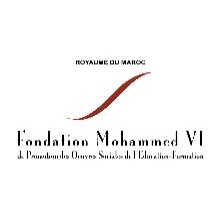 ROYAUME DU MAROC
Fondation Mohammed VI
de Promotion des Oeuvres Sociales de l'Education-Formation